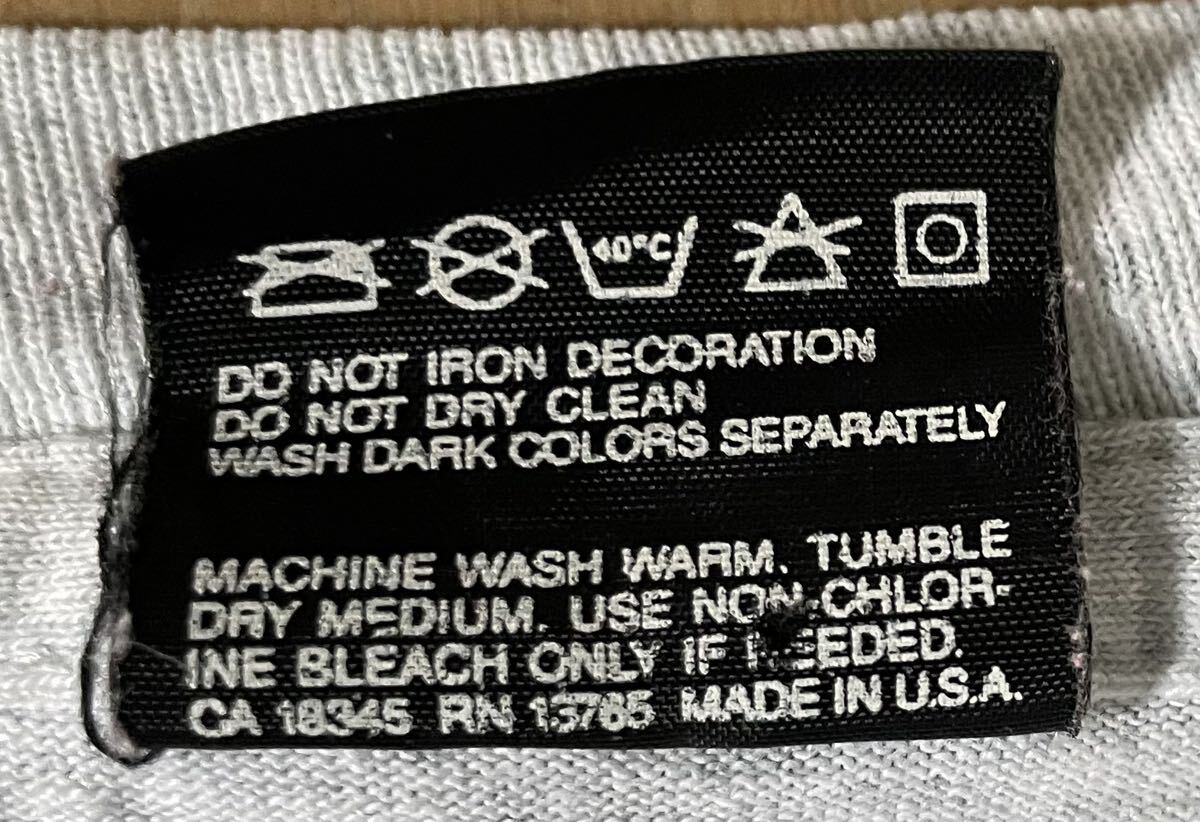 40°C
DO NOT IRON DECORATION
DO NOT DRY CLEAN
WASH DARK COLORS SEPARATELY
MACHINE WASH WARM. TUMBLE
DRY MEDIUM. USE NON-CHLOR-
INE BLEACH ONLY IF NEEDED.
CA 18345 RN 13765 MADE IN U.S.A.